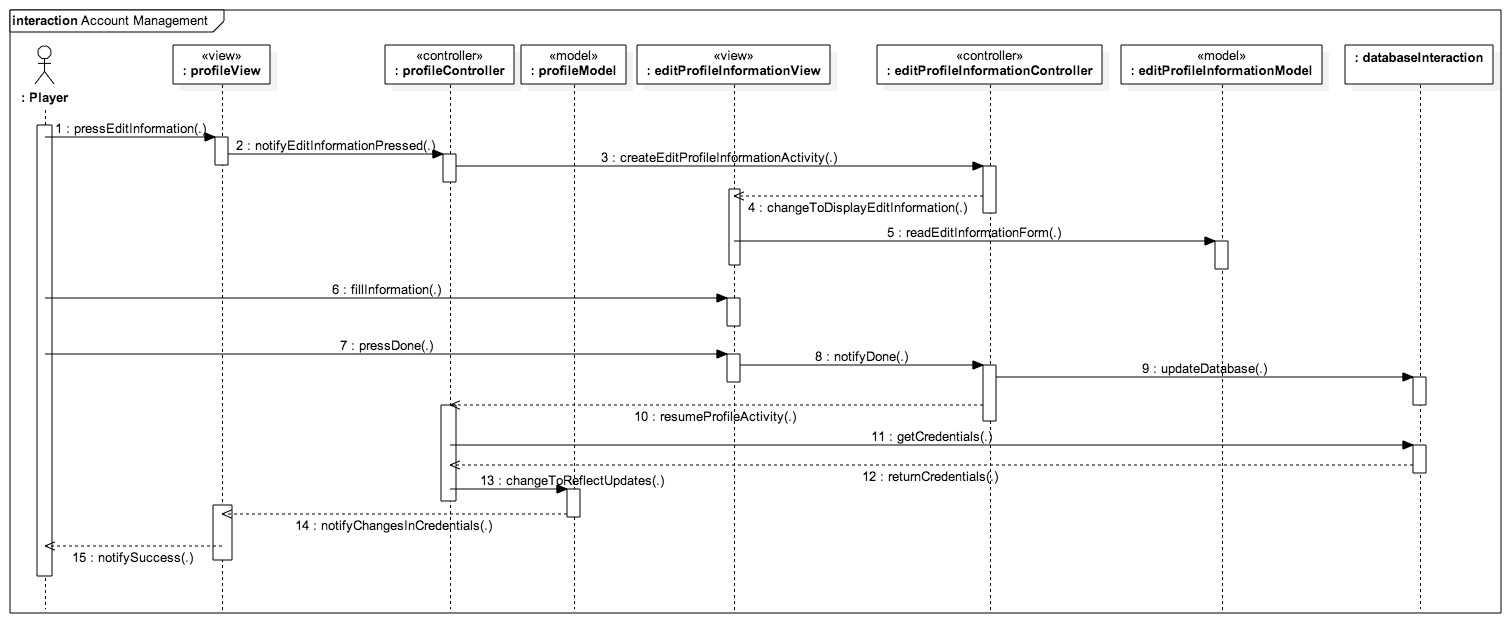 interaction Account Management
«view»
: profileView
«controller»
: profileController
«model»
: profileModel
«view»
: editProfileInformationView
«controller»
: editProfileInformationController
«model»
: editProfileInformationModel
: databaseInteraction
: Player
1 : pressEditInformation(.)
2 : notifyEditInformationPressed(.)
3 : createEditProfileInformationActivity(.)
4 : changeToDisplayEditInformation(.)
5 : readEditInformationForm(.)
6 : fillInformation(.)
7 : pressDone(.)
8 : notifyDone(.)
9 : updateDatabase(.)
10 : resumeProfileActivity(.)
11 : getCredentials(.)
12 : returnCredentials(.)
13 : changeToReflectUpdates(.)
14 : notifyChangesInCredentials(.)
15 : notifySuccess(.)